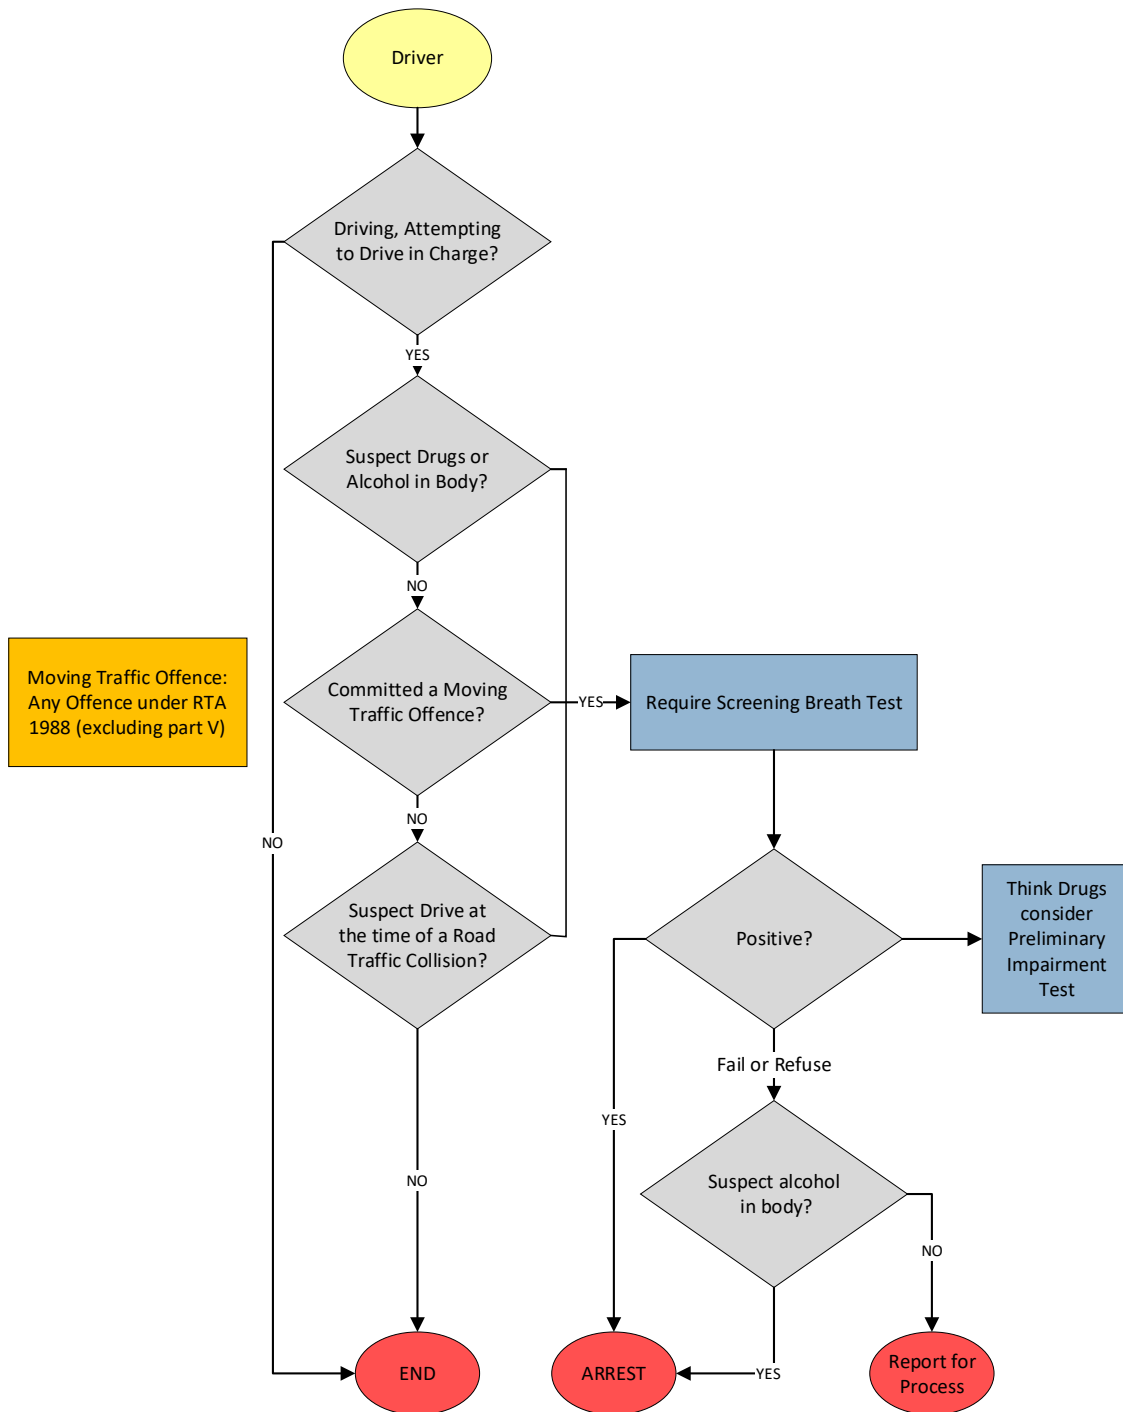 Driver
Driving, Attempting
to Drive in Charge?
YES
Suspect Drugs or
Alcohol in Body?
NO
Moving Traffic Offence:
Any Offence under RTA
1988 (excluding part V)
Committed a Moving
Traffic Offence?
YES
Require Screening Breath Test
NO
NO
Suspect Drive at
the time of a Road
Traffic Collision?
Positive?
Think Drugs
consider
Preliminary
Impairment
Test
Fail or Refuse
YES
NO
Suspect alcohol
in body?
NO
END
ARREST
YES
Report for
Process